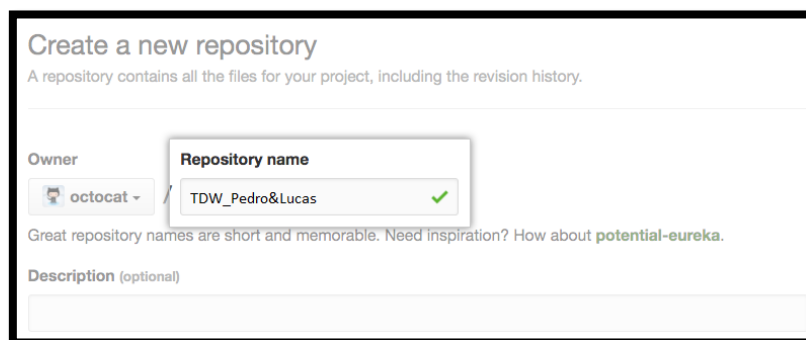 Create a new repository
A repository contains all the files for your project, including the revision history.
Owner
Repository name
octocat /
TDW_Pedro&Lucas
Great repository names are short and memorable. Need inspiration? How about potential-eureka.
Description (optional)